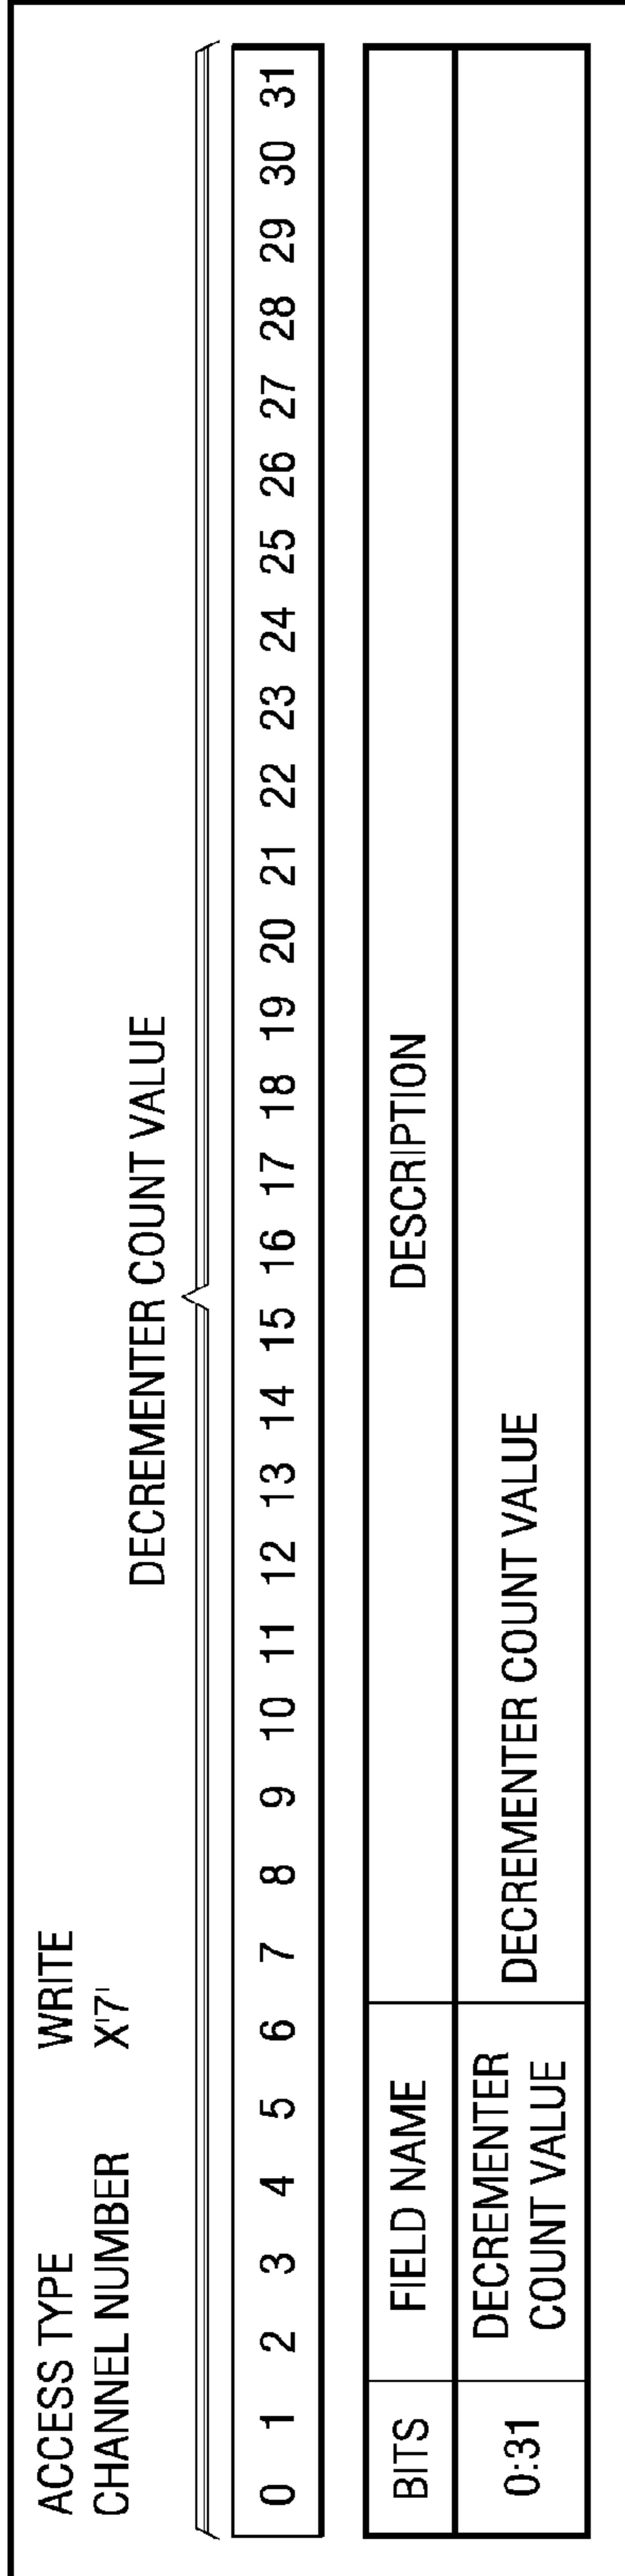 ACCESS TYPE WRITE
CHANNEL NUMBER X'7'
DECREMENTER COUNT VALUE
0 1 2 3 4 5 6 7 8 9 10 11 12 13 14 15 16 17 18 19 20 21 22 23 24 25 26 27 28 29 30 31
BITS FIELD NAME DESCRIPTION
0:31 DECREMENTER COUNT VALUE DECREMENTER COUNT VALUE